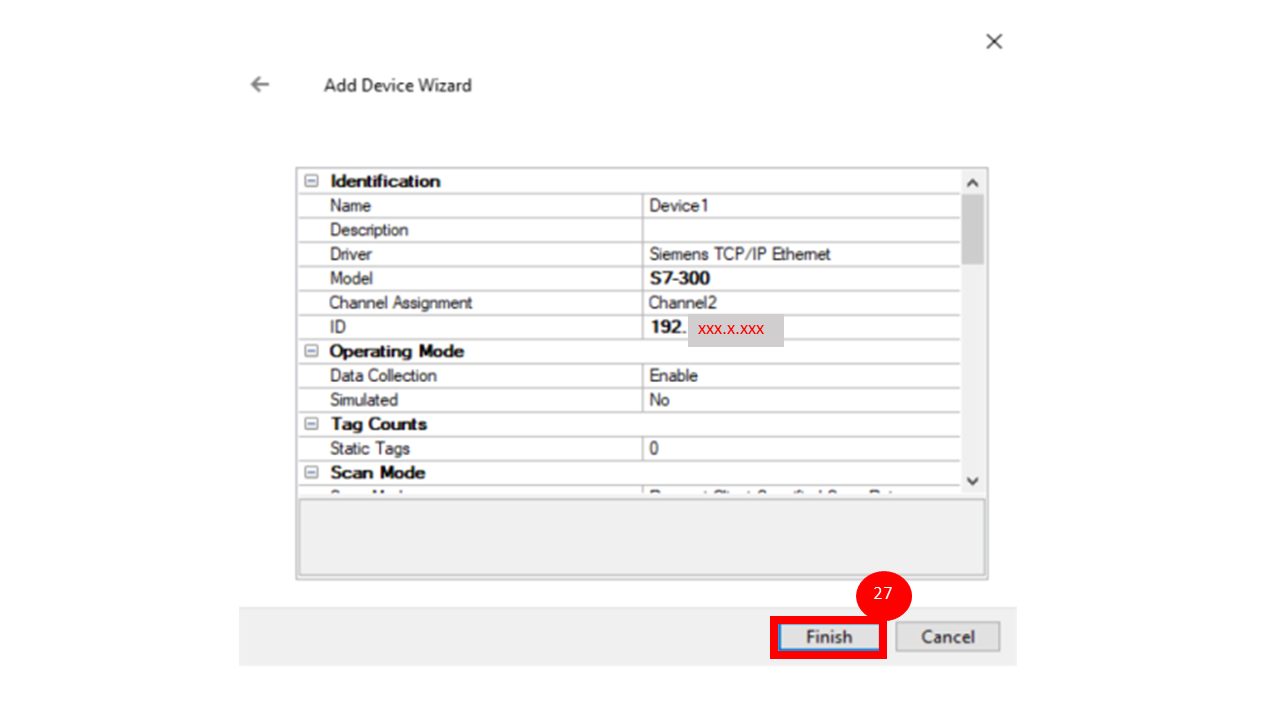 Add Device Wizard
Identification
Name Device1
Description
Driver Siemens TCP/IP Ethernet
Model S7-300
Channel Assignment Channel2
ID 192. xxx.x.xxx
Operating Mode
Data Collection Enable
Simulated No
Tag Counts
Static Tags 0
Scan Mode
27
Finish Cancel